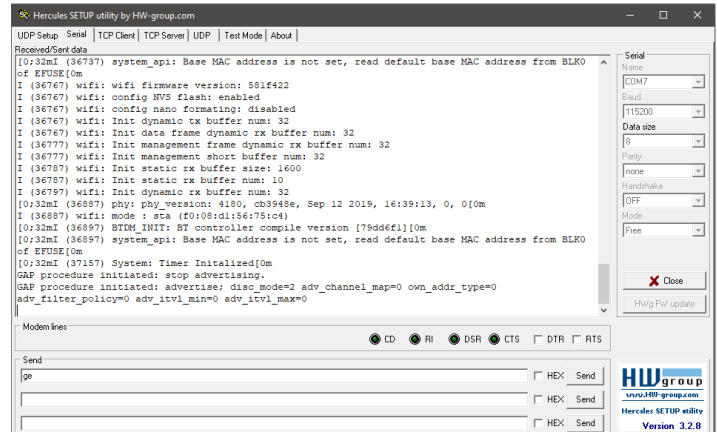 Hercules SETUP utility by HW-group.com
UDP Setup Serial TCP Client TCP Server UDP Test Mode About
Received/Sent data
[0;32mI (36737) system_api: Base MAC address is not set, read default base MAC address from BLK0
of EFUSE[0m
I (36767) wifi: wifi firmware version: 581f422
I (36767) wifi: config NVS flash: enabled
I (36767) wifi: config nano formating: disabled
I (36767) wifi: Init dynamic tx buffer num: 32
I (36767) wifi: Init data frame dynamic rx buffer num: 32
I (36777) wifi: Init management frame dynamic rx buffer num: 32
I (36777) wifi: Init management short buffer num: 32
I (36787) wifi: Init static rx buffer size: 1600
I (36787) wifi: Init static rx buffer num: 10
I (36797) wifi: Init dynamic rx buffer num: 32
[0;32mI (36887) phy: phy_version: 4180, cb3948e, Sep 12 2019, 16:39:13, 0, 0[0m
I (36887) wifi: mode : sta (f0:08:d1:56:75:c4)
[0;32mI (36897) BTDM_INIT: BT controller compile version [79dd6f1][0m
[0;32mI (36897) system_api: Base MAC address is not set, read default base MAC address from BLK0
of EFUSE[0m
[0;32mI (37157) System: Timer Initalized[0m
GAP procedure initiated: stop advertising.
GAP procedure initiated: advertise; disc_mode=2 adv_channel_map=0 own_addr_type=0
adv_filter_policy=0 adv_itvl_min=0 adv_itvl_max=0
Serial
Name
COM7
Baud
115200
Data size
8
Parity
none
Handshake
OFF
Mode
Free
Close
HWg FW update
Modem lines
CD RI DSR CTS DTR RTS
Send
ge HEX Send
HEX Send
HEX Send
HW group
www.HW-group.com
Hercules SETUP utility
Version 3.2.8